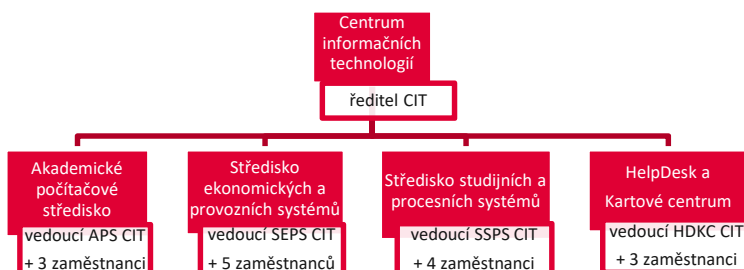 Centrum
informačních
technologií
ředitel CIT
Akademické
počítačové
středisko
vedoucí APS CIT
+ 3 zaměstnanci
Středisko
ekonomických a
provozních systémů
vedoucí SEPS CIT
+ 5 zaměstnanců
Středisko studijních a
procesních systémů
vedoucí SSPS CIT
+ 4 zaměstnanci
HelpDesk a
Kartové centrum
vedoucí HDKC CIT
+ 3 zaměstnanci